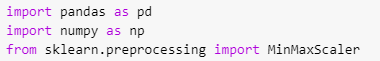 import pandas as pd
import numpy as np
from sklearn.preprocessing import MinMaxScaler